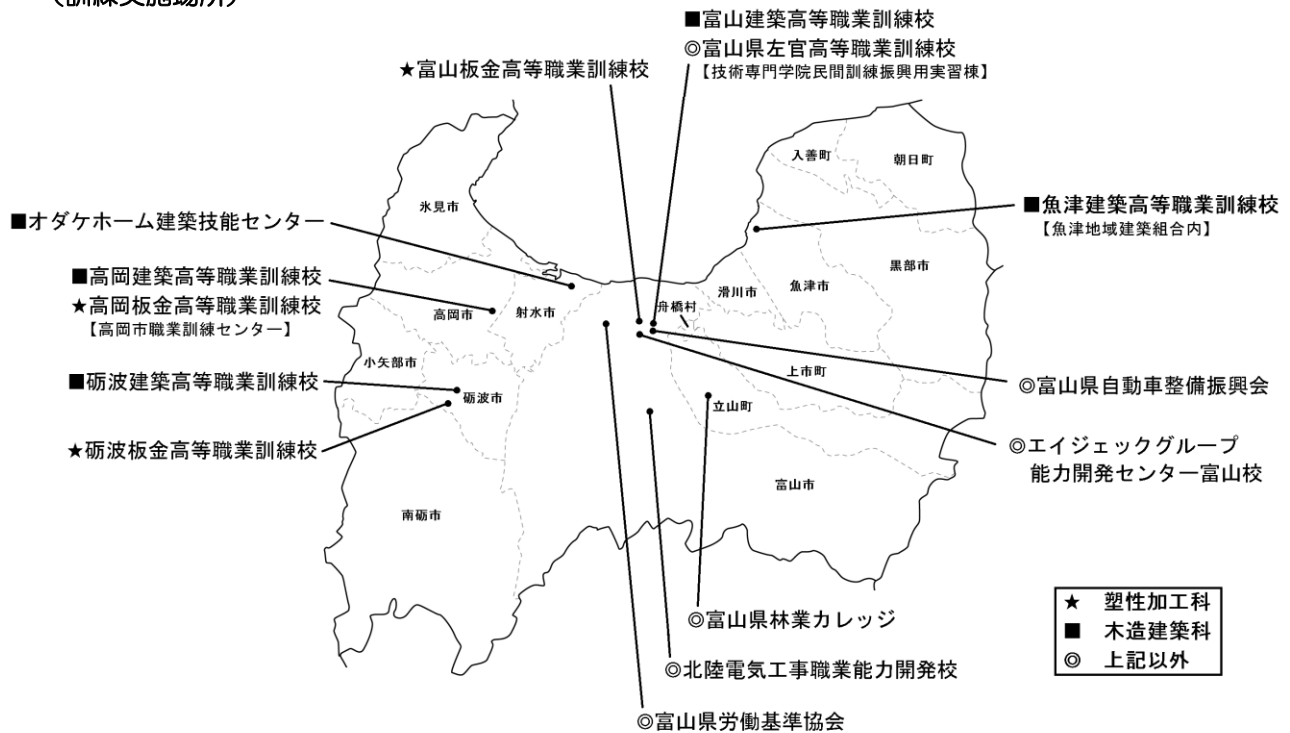 （訓練実施場所）
■富山建築高等職業訓練校
◎富山県左官高等職業訓練校
【技術専門学院民間訓練振興用実習棟】
★富山板金高等職業訓練校
入善町
朝日町
氷見市
■魚津建築高等職業訓練校
【魚津地域建築組合内】
■オダケホーム建築技能センター
黒部市
■高岡建築高等職業訓練校
★高岡板金高等職業訓練校
【高岡市職業訓練センター】
高岡市
射水市
滑川市
魚津市
舟橋村
小矢部市
上市町
■砺波建築高等職業訓練校
◎富山県自動車整備振興会
砺波市
立山町
★砺波板金高等職業訓練校
◎エイジェックグループ
能力開発センター富山校
富山市
南砺市
◎富山県林業カレッジ
◎北陸電気工事職業能力開発校
◎富山県労働基準協会
★ 塑性加工科
■ 木造建築科
◎ 上記以外